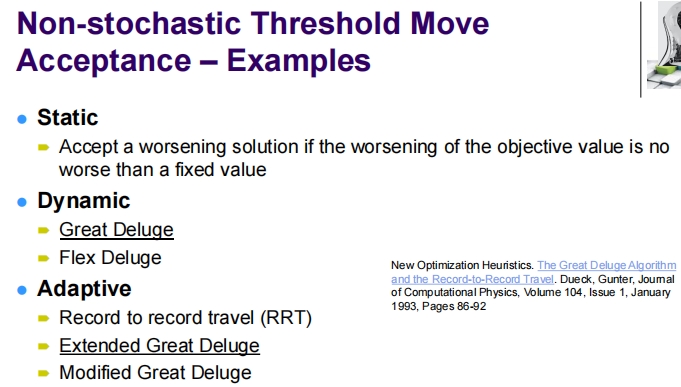 Non-stochastic Threshold Move
Acceptance – Examples
Static
Accept a worsening solution if the worsening of the objective value is no
worse than a fixed value
Dynamic
Great Deluge
Flex Deluge
Adaptive
Record to record travel (RRT)
Extended Great Deluge
Modified Great Deluge
New Optimization Heuristics. The Great Deluge Algorithm
and the Record-to-Record Travel. Dueck, Gunter, Journal
of Computational Physics, Volume 104, Issue 1, January
1993, Pages 86-92